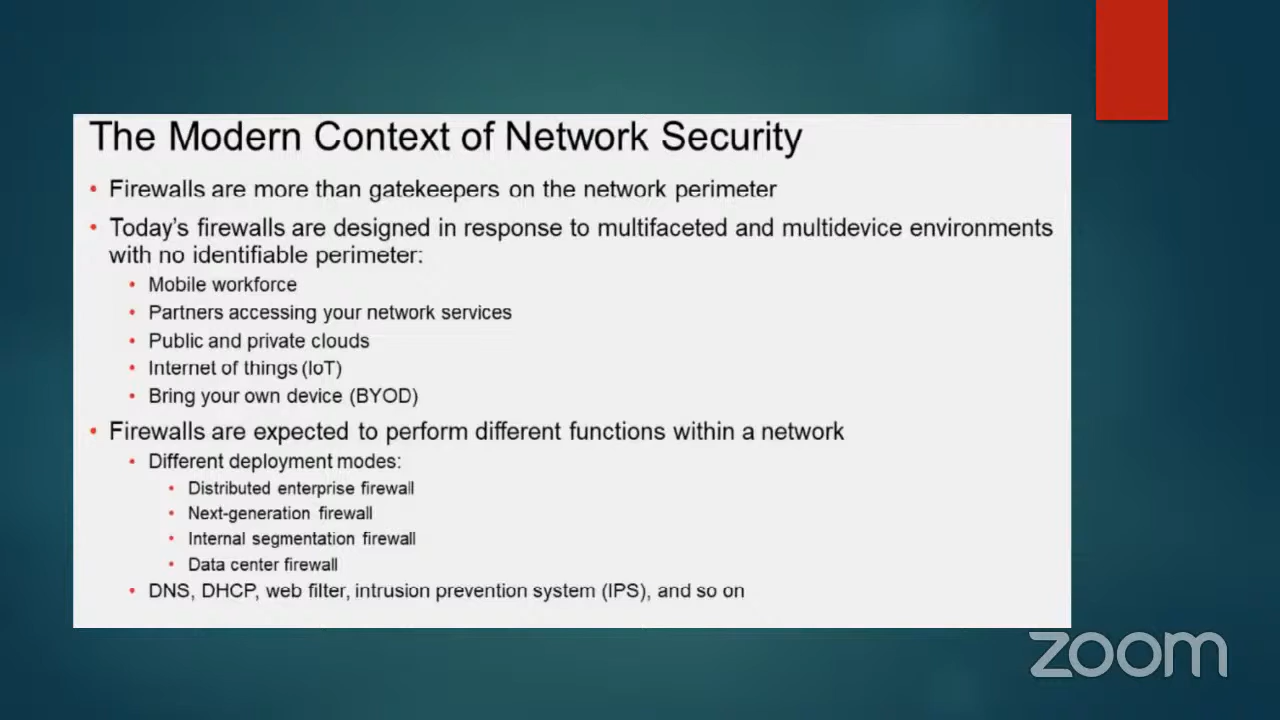 The Modern Context of Network Security
• Firewalls are more than gatekeepers on the network perimeter
• Today's firewalls are designed in response to multifaceted and multidevice environments
with no identifiable perimeter:
• Mobile workforce
• Partners accessing your network services
• Public and private clouds
• Internet of things (IoT)
• Bring your own device (BYOD)
• Firewalls are expected to perform different functions within a network
• Different deployment modes:
• Distributed enterprise firewall
• Next-generation firewall
• Internal segmentation firewall
• Data center firewall
• DNS, DHCP, web filter, intrusion prevention system (IPS), and so on
zoom